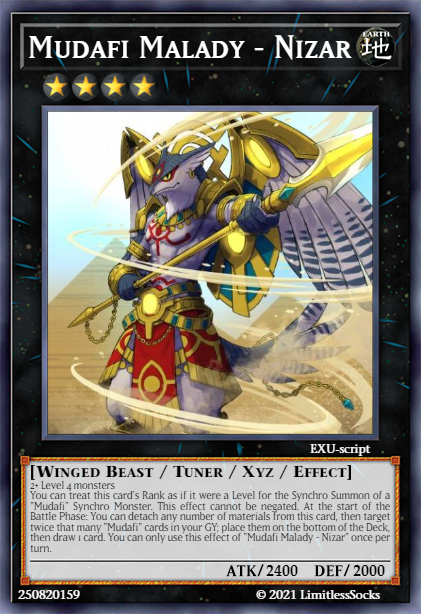 Mudafi Malady - Nizar
EARTH
地
EXU-script
[Winged Beast / Tuner / Xyz / Effect]
2+ Level 4 monsters
You can treat this card's Rank as if it were a Level for the Synchro Summon of a
"Mudafi" Synchro Monster. This effect cannot be negated. At the start of the
Battle Phase: You can detach any number of materials from this card, then target
twice that many "Mudafi" cards in your GY; place them on the bottom of the Deck,
then draw 1 card. You can only use this effect of "Mudafi Malady - Nizar" once per
turn.
ATK/2400 DEF/2000
250820159 © 2021 LimitlessSocks